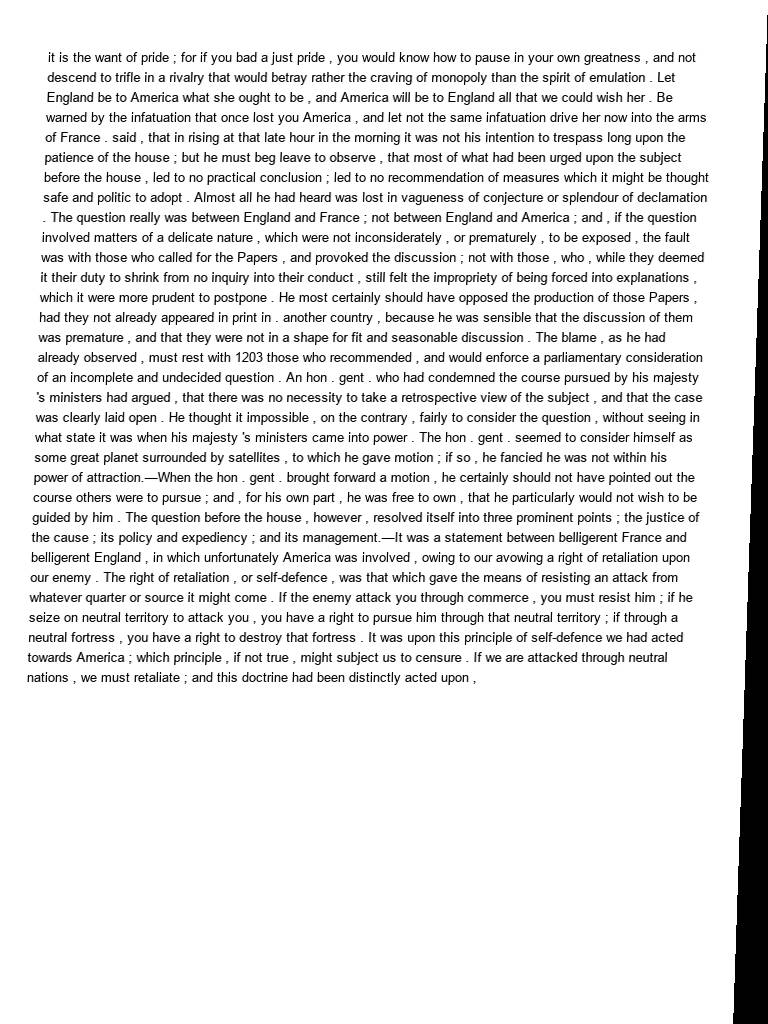 it is the want of pride ; for if you bad a just pride , you would know how to pause in your own greatness , and not
descend to trifle in a rivalry that would betray rather the craving of monopoly than the spirit of emulation . Let
England be to America what she ought to be , and America will be to England all that we could wish her . Be
warned by the infatuation that once lost you America , and let not the same infatuation drive her now into the arms
of France . said , that in rising at that late hour in the morning it was not his intention to trespass long upon the
patience of the house ; but he must beg leave to observe , that most of what had been urged upon the subject
before the house , led to no practical conclusion ; led to no recommendation of measures which it might be thought
safe and politic to adopt . Almost all he had heard was lost in vagueness of conjecture or splendour of declamation
. The question really was between England and France ; not between England and America ; and , if the question
involved matters of a delicate nature , which were not inconsiderately , or prematurely , to be exposed , the fault
was with those who called for the Papers , and provoked the discussion ; not with those , who , while they deemed
it their duty to shrink from no inquiry into their conduct , still felt the impropriety of being forced into explanations ,
which it were more prudent to postpone . He most certainly should have opposed the production of those Papers ,
had they not already appeared in print in . another country , because he was sensible that the discussion of them
was premature , and that they were not in a shape for fit and seasonable discussion . The blame , as he had
already observed , must rest with 1203 those who recommended , and would enforce a parliamentary consideration
of an incomplete and undecided question . An hon . gent . who had condemned the course pursued by his majesty
's ministers had argued , that there was no necessity to take a retrospective view of the subject , and that the case
was clearly laid open . He thought it impossible , on the contrary , fairly to consider the question , without seeing in
what state it was when his majesty 's ministers came into power . The hon . gent . seemed to consider himself as
some great planet surrounded by satellites , to which he gave motion ; if so , he fancied he was not within his
power of attraction.—When the hon . gent . brought forward a motion , he certainly should not have pointed out the
course others were to pursue ; and , for his own part , he was free to own , that he particularly would not wish to be
guided by him . The question before the house , however , resolved itself into three prominent points ; the justice of
the cause ; its policy and expediency ; and its management.—It was a statement between belligerent France and
belligerent England , in which unfortunately America was involved , owing to our avowing a right of retaliation upon
our enemy . The right of retaliation , or self-defence , was that which gave the means of resisting an attack from
whatever quarter or source it might come . If the enemy attack you through commerce , you must resist him ; if he
seize on neutral territory to attack you , you have a right to pursue him through that neutral territory ; if through a
neutral fortress , you have a right to destroy that fortress . It was upon this principle of self-defence we had acted
towards America ; which principle , if not true , might subject us to censure . If we are attacked through neutral
nations , we must retaliate ; and this doctrine had been distinctly acted upon ,